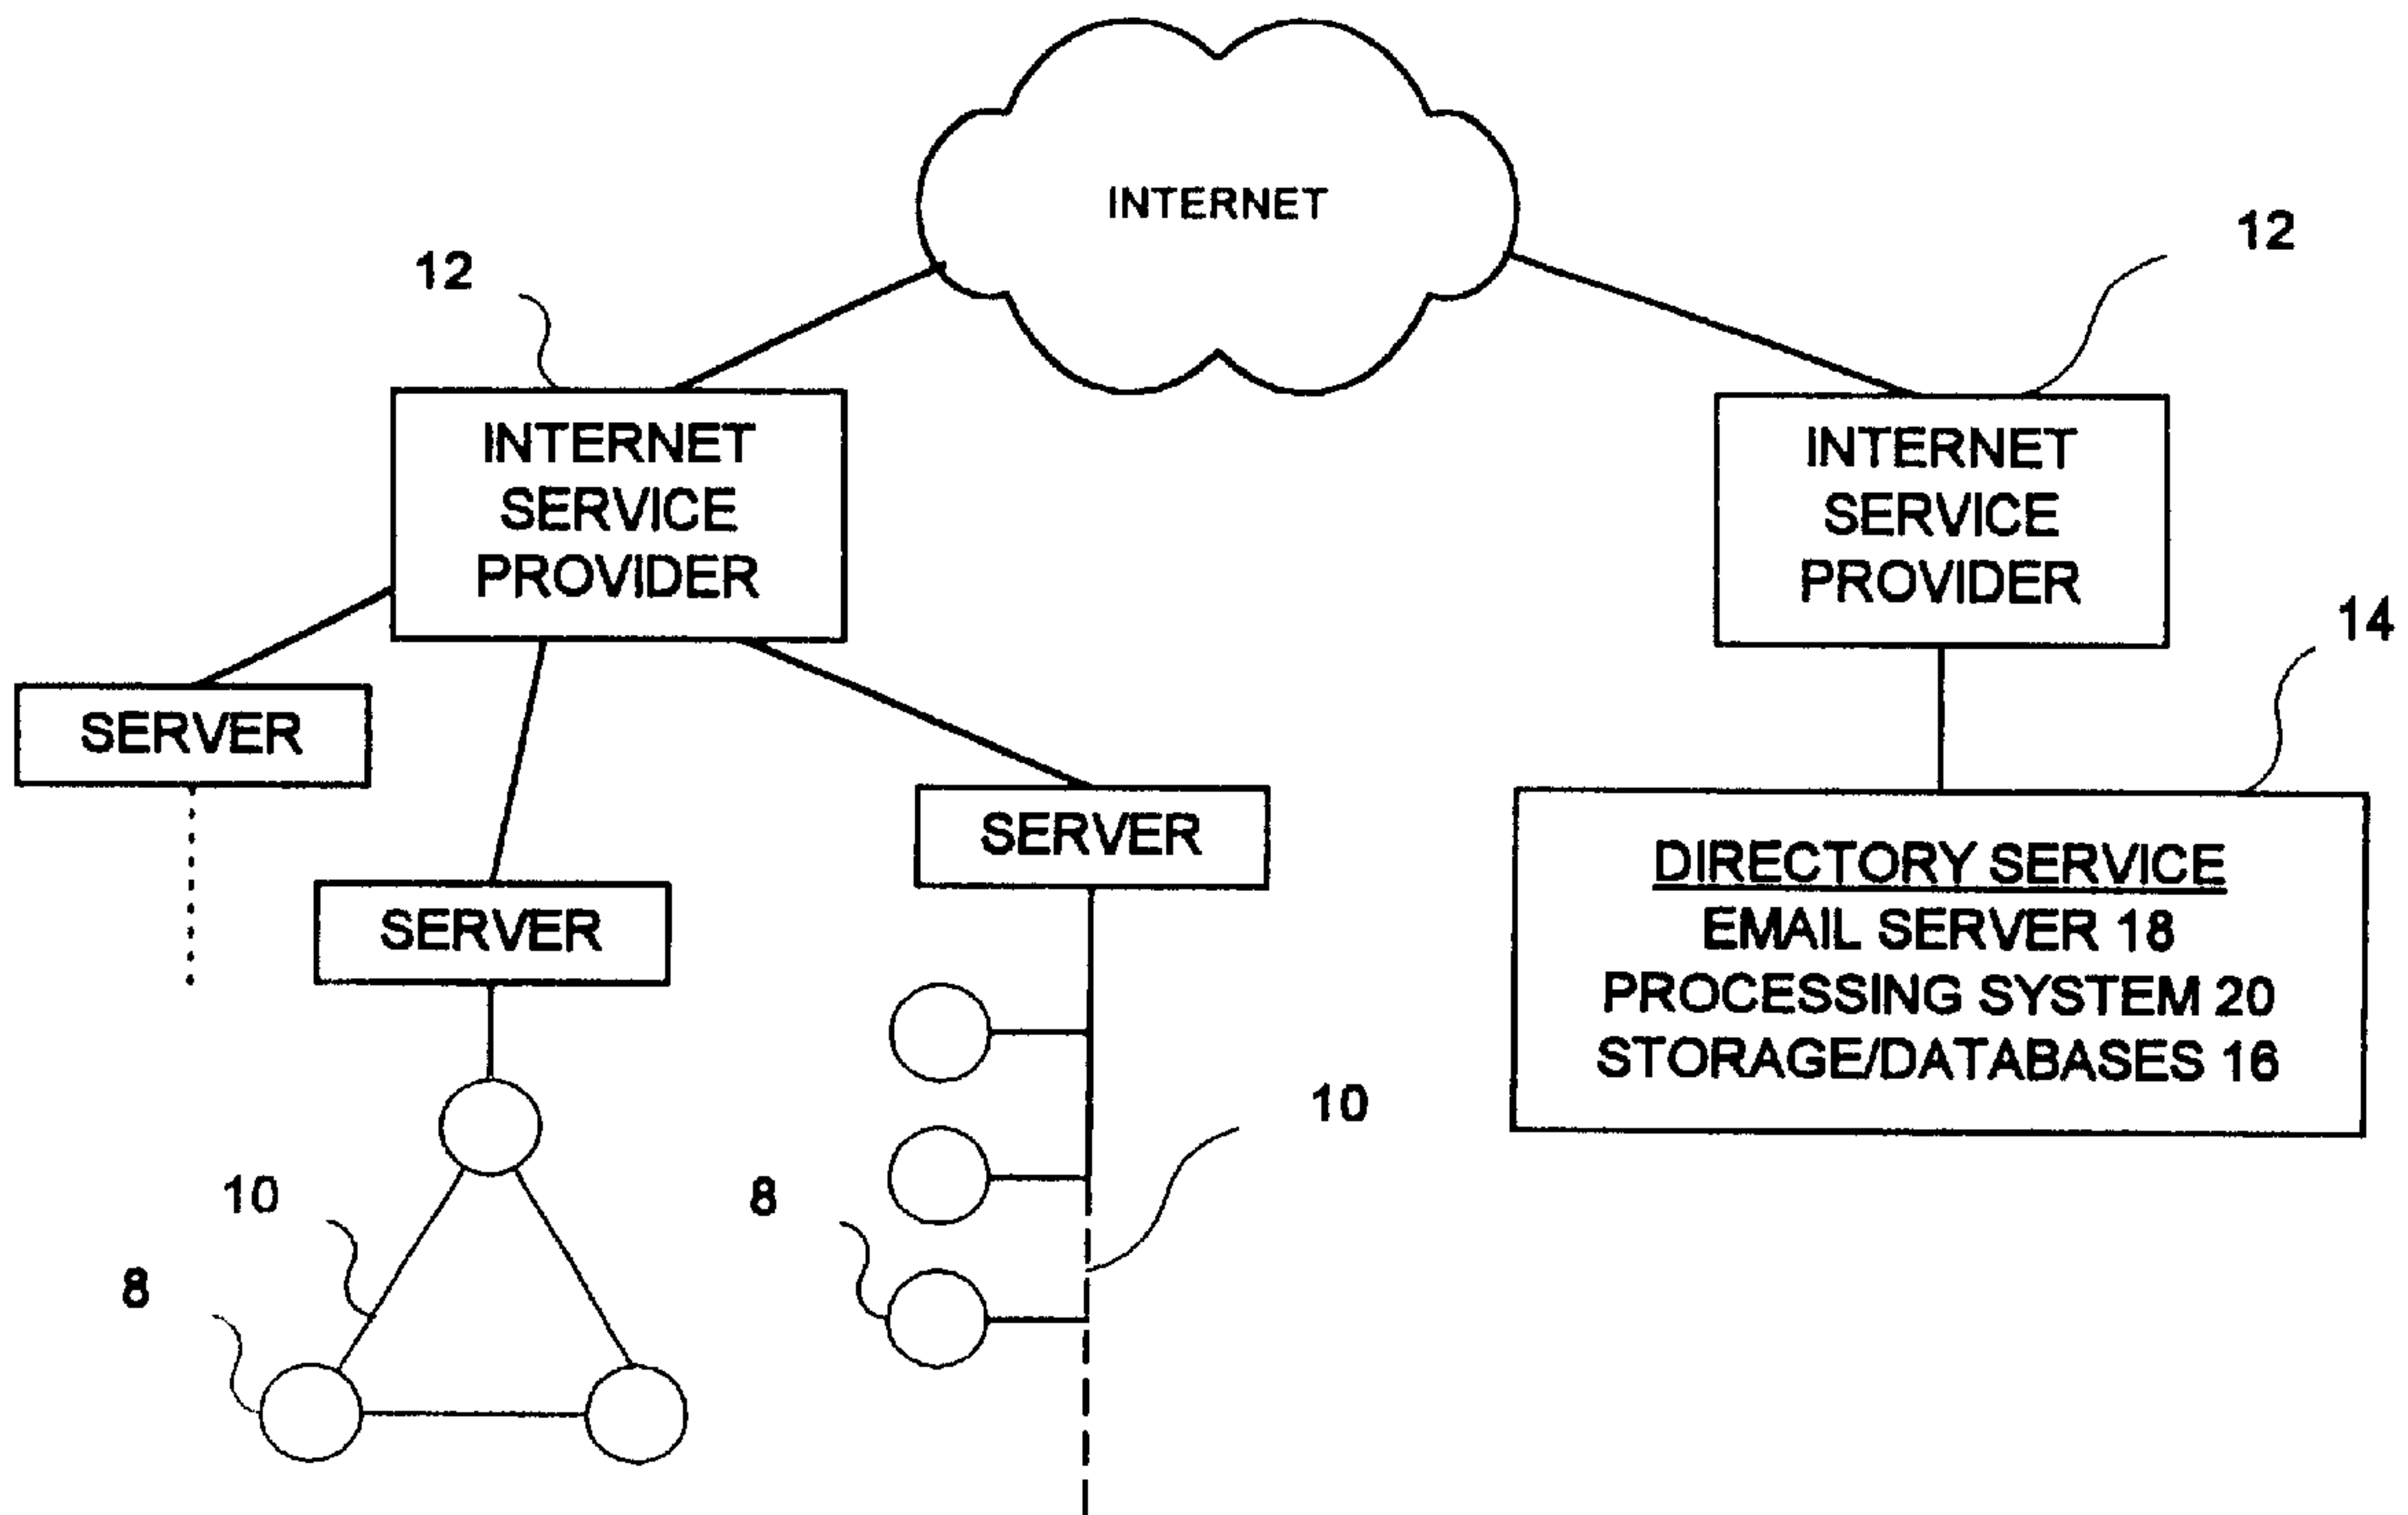 INTERNET
12
12
INTERNET
SERVICE
PROVIDER
INTERNET
SERVICE
PROVIDER
14
SERVER
SERVER
SERVER
DIRECTORY SERVICE
EMAIL SERVER 18
PROCESSING SYSTEM 20
STORAGE/DATABASES 16
10
10
8
8